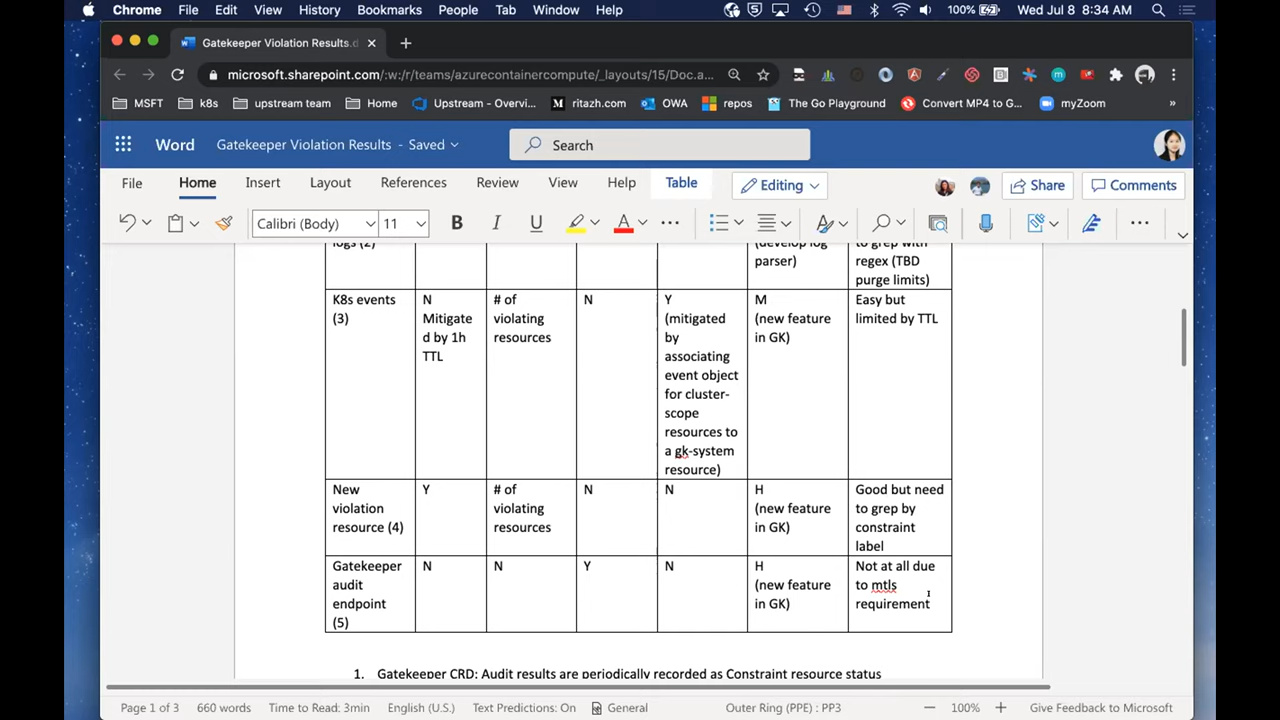 Chrome File Edit View History Bookmarks People Tab Window Help 100% Wed Jul 8 8:34 AM
Gatekeeper Violation Results.d
microsoft.sharepoint.com/:w:/r/teams/azurecontainercompute/_layouts/15/Doc.a...
MSFT k8s upstream team Home Upstream - Overvi... ritazh.com OWA repos The Go Playground Convert MP4 to G... myZoom »
Word Gatekeeper Violation Results - Saved Search
File Home Insert Layout References Review View Help Table Editing Share Comments
Calibri (Body) 11 B I U A
logs (2)
(develop log
parser)
to grep with
regex (TBD
purge limits)
K8s events
(3)
N
Mitigate
d by 1h
TTL
# of
violating
resources
N
Y
(mitigated
by
associating
event object
for cluster-
scope
resources to
a gk-system
resource)
M
(new feature
in GK)
Easy but
limited by TTL
New
violation
resource (4)
Y
# of
violating
resources
N
N
H
(new feature
in GK)
Good but need
to grep by
constraint
label
Gatekeeper
audit
endpoint
(5)
N
N
Y
N
H
(new feature
in GK)
Not at all due
to mtls
requirement
1. Gatekeeper CRD: Audit results are periodically recorded as Constraint resource status
Page 1 of 3 660 words Time to Read: 3min English (U.S.) Text Predictions: On General Outer Ring (PPE) : PP3 100% Give Feedback to Microsoft